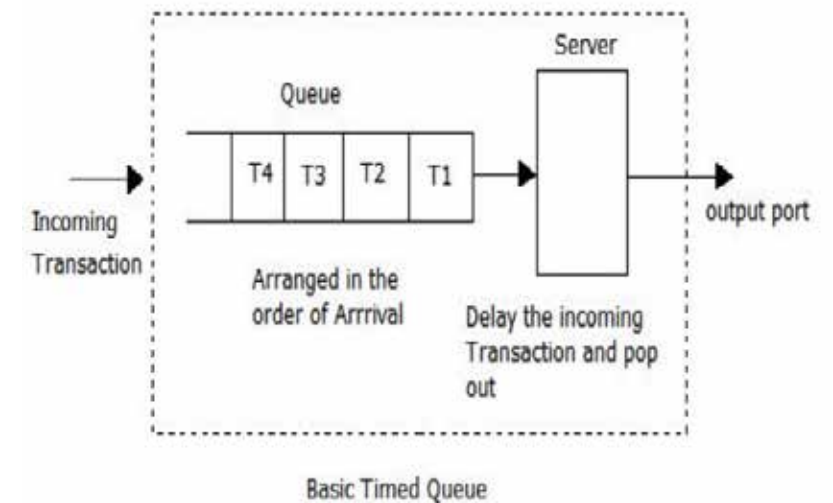 Server
Queue
T4 T3 T2 T1
Incoming
Transaction
output port
Arranged in the
order of Arrrival
Delay the incoming
Transaction and pop
out
Basic Timed Queue